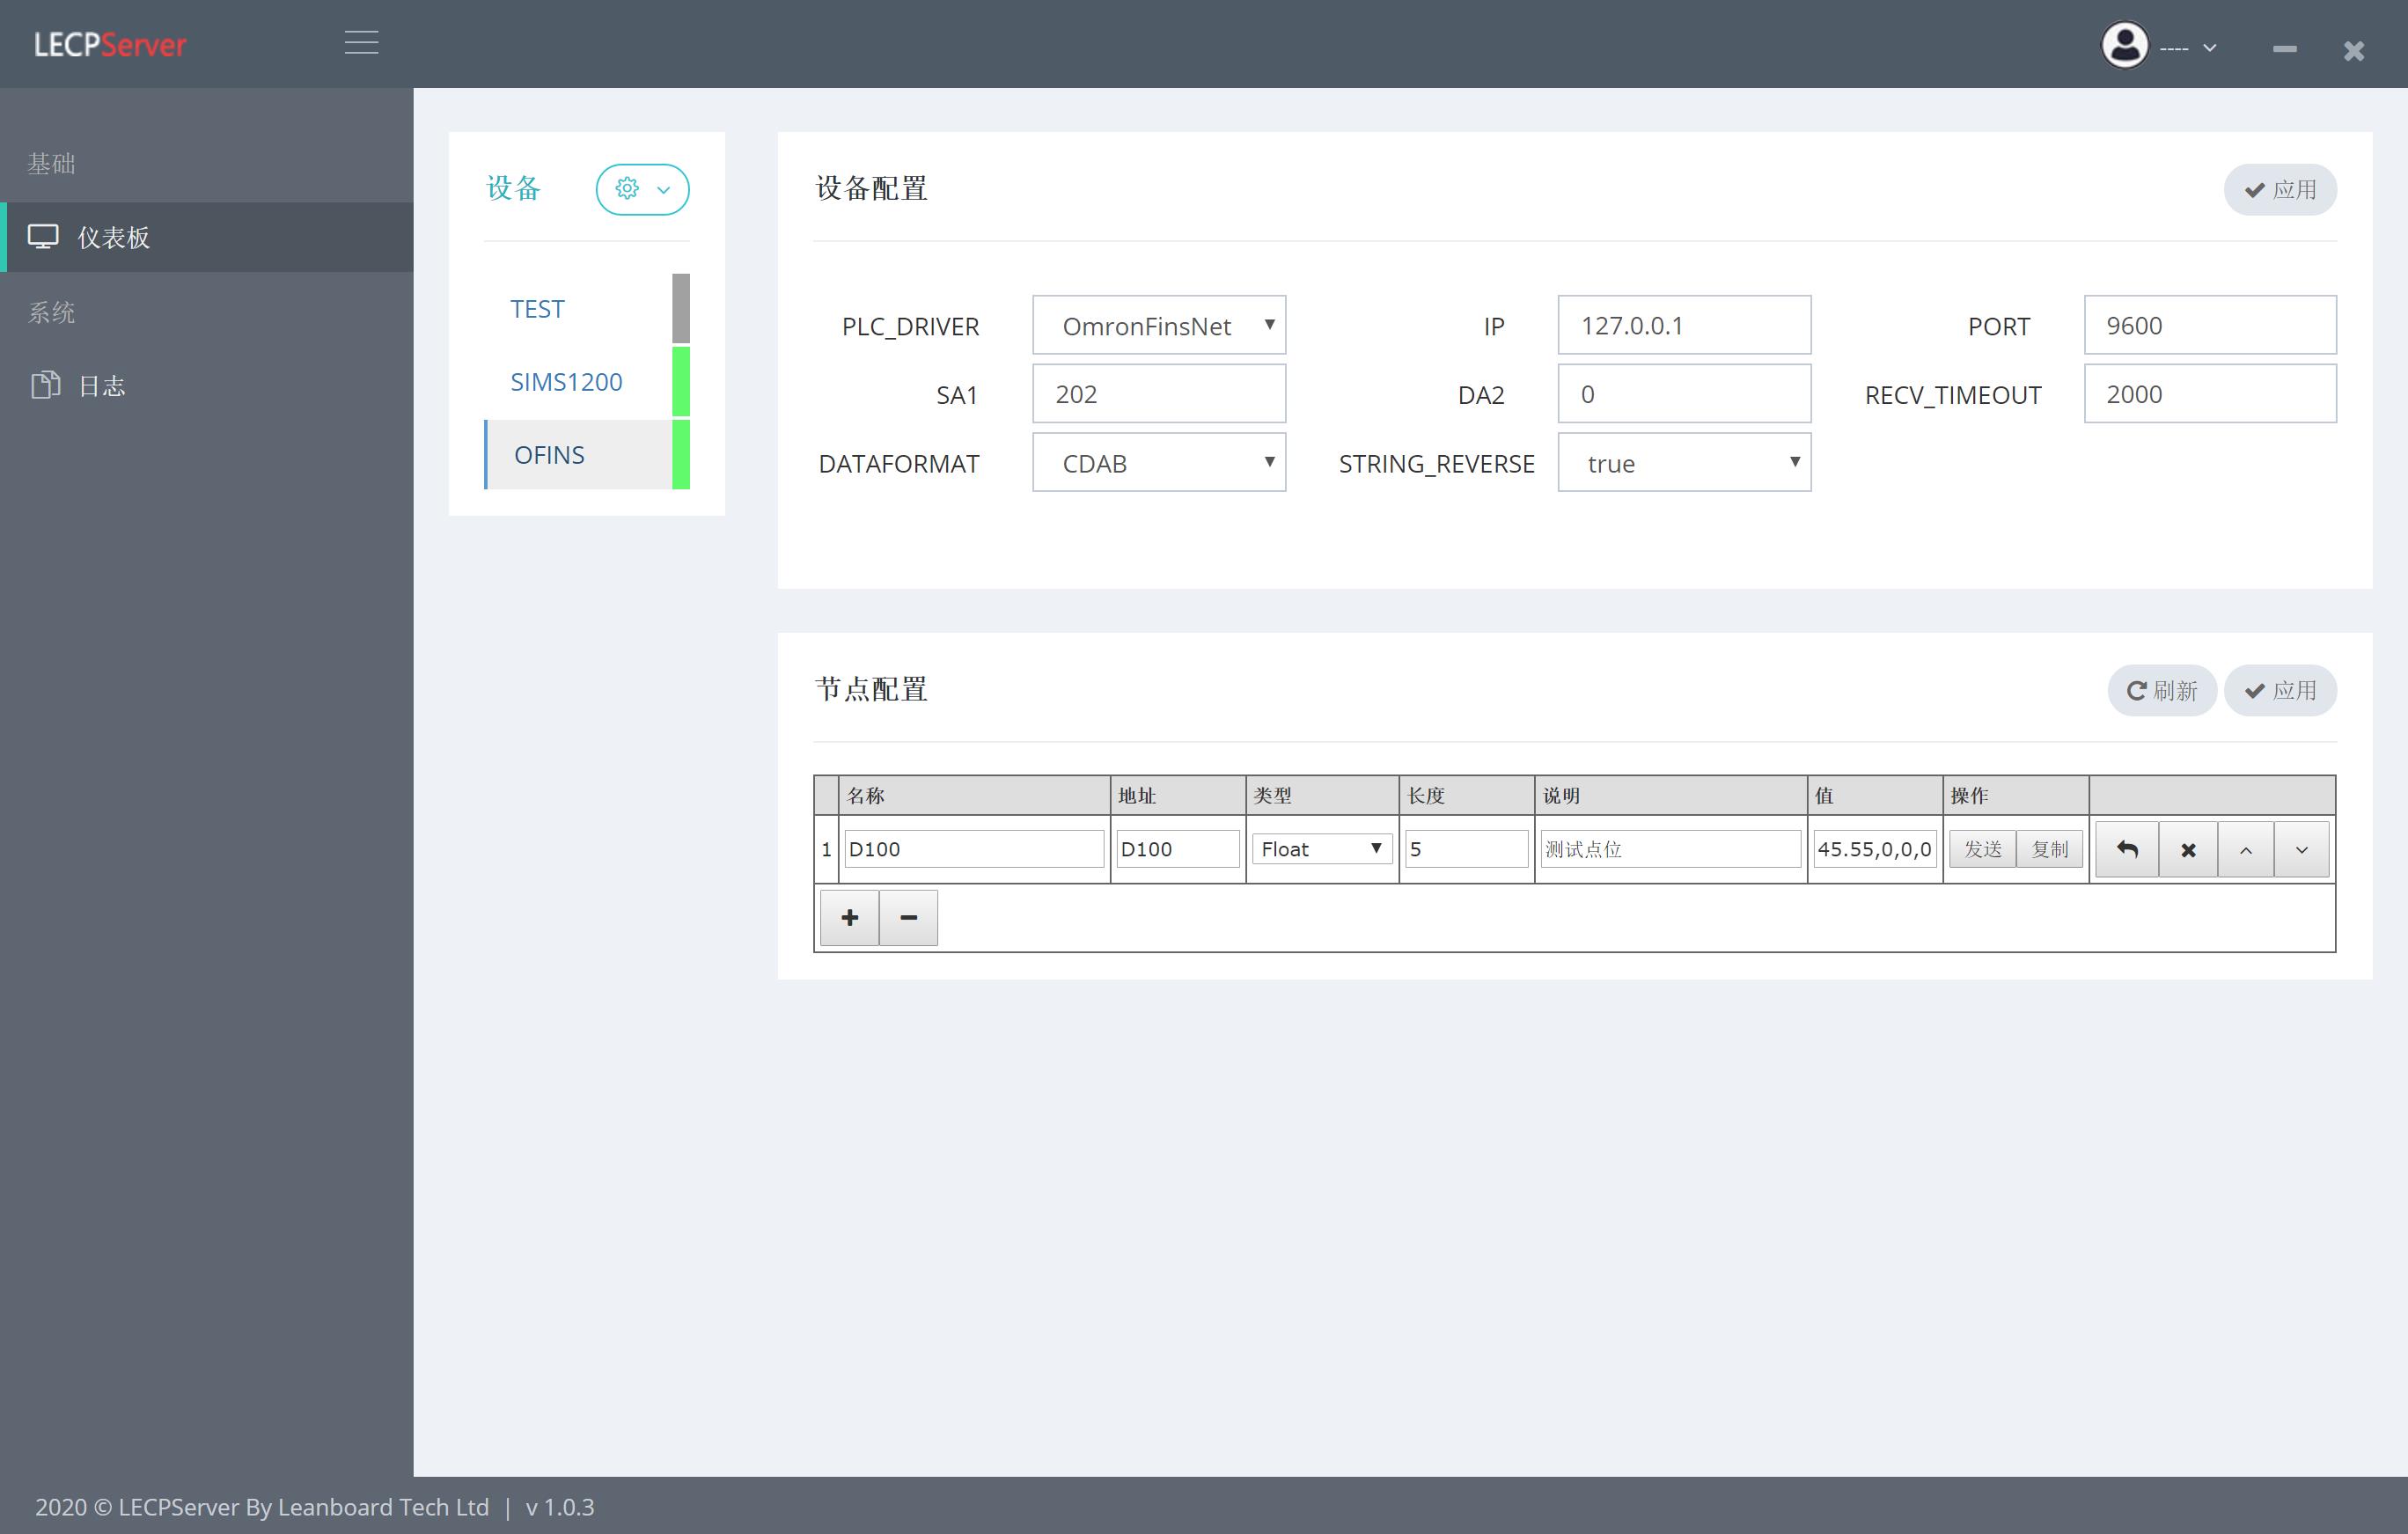 LECPServer
----
基础
仪表板
系统
日志
设备
TEST
SIMS1200
OFINS
设备配置
应用
PLC_DRIVER OmronFinsNet IP 127.0.0.1 PORT 9600
SA1 202 DA2 0 RECV_TIMEOUT 2000
DATAFORMAT CDAB STRING_REVERSE true
节点配置
刷新 应用
名称 地址 类型 长度 说明 值 操作
1 D100 D100 Float 5 测试点位 45.55,0,0,0 发送 复制
2020 © LECPServer By Leanboard Tech Ltd | v 1.0.3